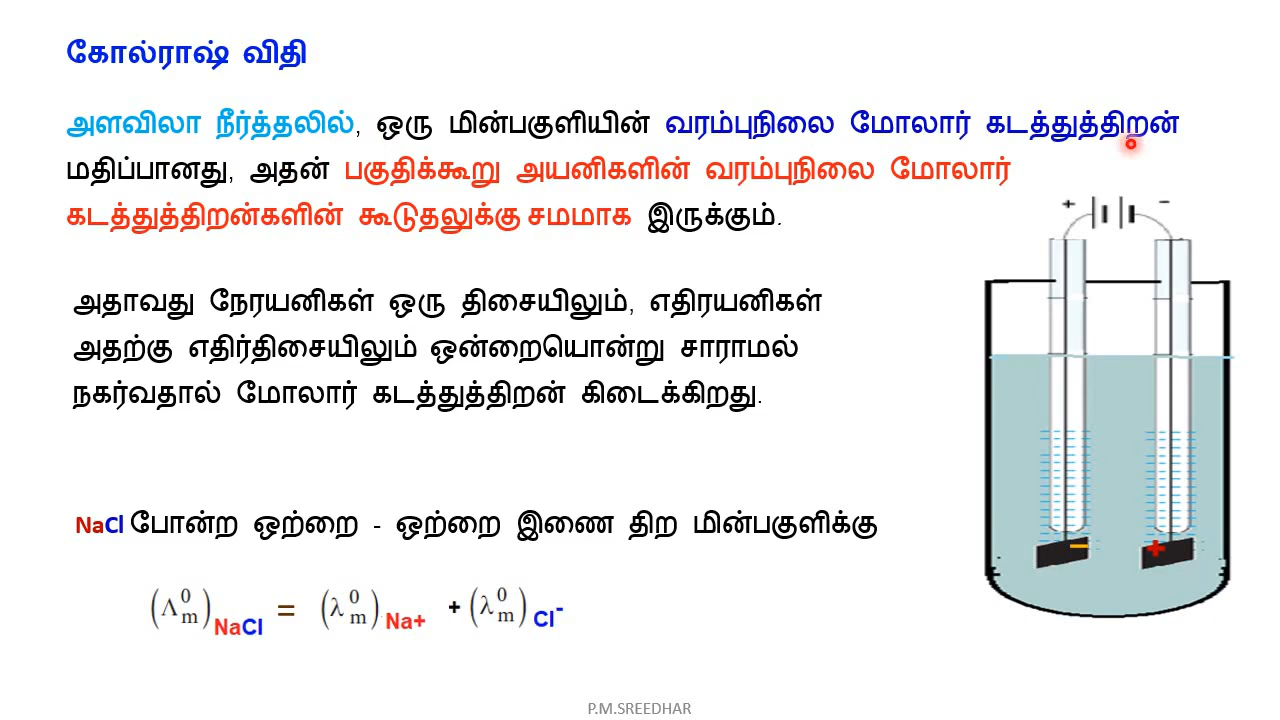 கோல்ராஷ் விதி
அளவிலா நீர்த்தலில், ஒரு மின்பகுளியின் வரம்புநிலை மோலார் கடத்துத்திறன்
மதிப்பானது, அதன் பகுதிக்கூறு அயனிகளின் வரம்புநிலை மோலார்
கடத்துத்திறன்களின் கூடுதலுக்கு சமமாக இருக்கும்.
அதாவது நேரயனிகள் ஒரு திசையிலும், எதிரயனிகள்
அதற்கு எதிர்திசையிலும் ஒன்றையொன்று சாராமல்
நகர்வதால் மோலார் கடத்துத்திறன் கிடைக்கிறது.
NaCl போன்ற ஒற்றை - ஒற்றை இணை திற மின்பகுளிக்கு
(Λ⁰ₘ)NaCl = (λ⁰ₘ)Na+ + (λ⁰ₘ)Cl⁻
+ –
– +
P.M.SREEDHAR